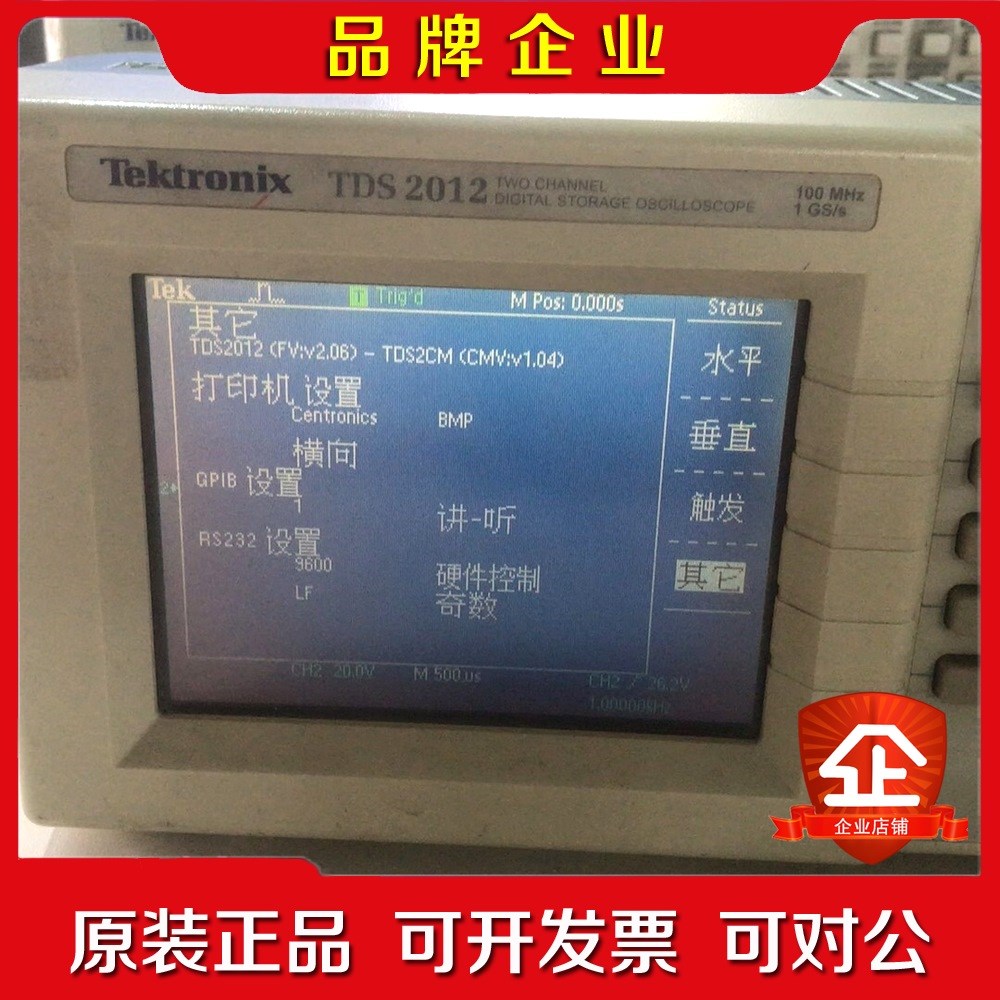 品牌企业
Tektronix TDS 2012 TWO CHANNEL DIGITAL STORAGE OSCILLOSCOPE
100 MHz
1 GS/s
Tek Trig'd M Pos: 0.000s Status
其它
TDS2012 (FV:v2.06) - TDS2CM (CMV:v1.04)
打印机 设置
Centronics BMP
横向
GPIB 设置
1 讲-听
RS232 设置
9600 硬件控制
LF 奇数
水平
垂直
触发
其它
2
CH2 20.0V M 500µs CH2 26.2V
企
企业店铺
原装正品 可开发票 可对公